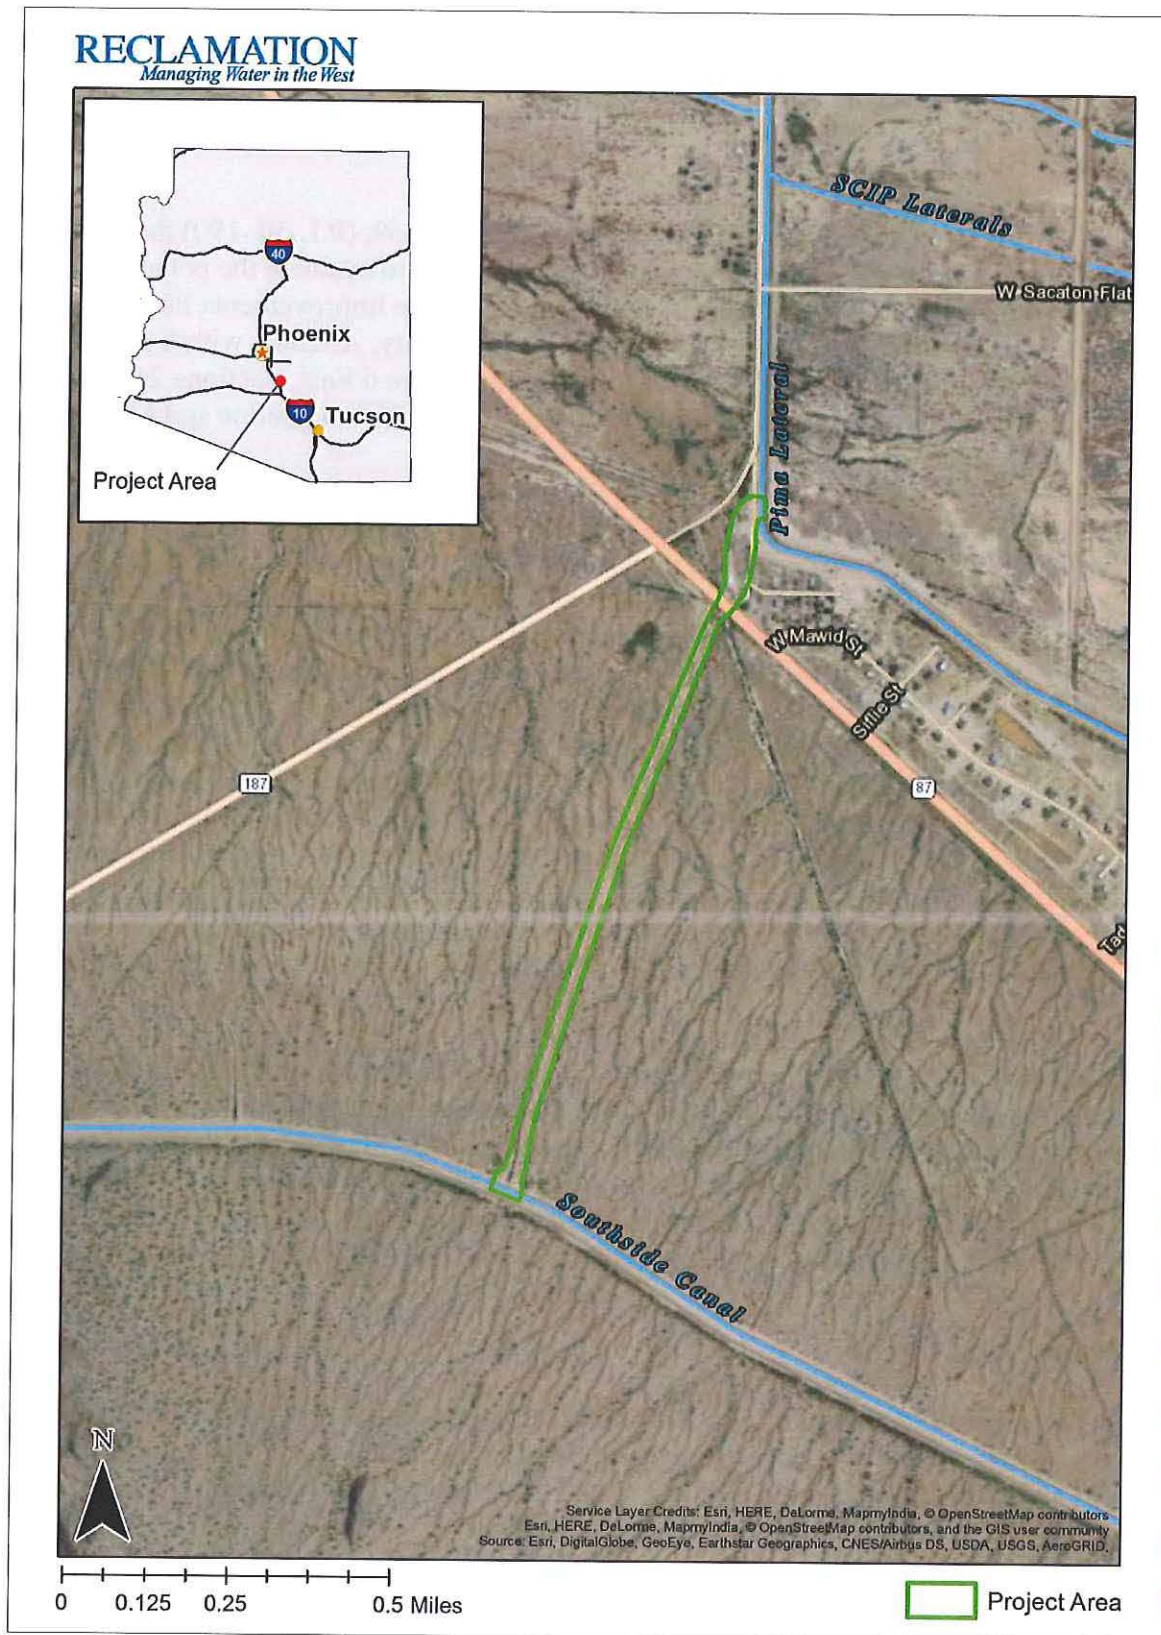 RECLAMATION
Managing Water in the West
40
Phoenix
10
Tucson
Project Area
SCIP Laterals
W Sacaton Flat
Pima Lateral
W Mawid St
Siffle St
187
87
Tad
Southside Canal
N
Service Layer Credits: Esri, HERE, DeLorme, MapmyIndia, © OpenStreetMap contributors
Esri, HERE, DeLorme, MapmyIndia, © OpenStreetMap contributors, and the GIS user community
Source: Esri, DigitalGlobe, GeoEye, Earthstar Geographics, CNES/Airbus DS, USDA, USGS, AeroGRID,
0 0.125 0.25 0.5 Miles
Project Area